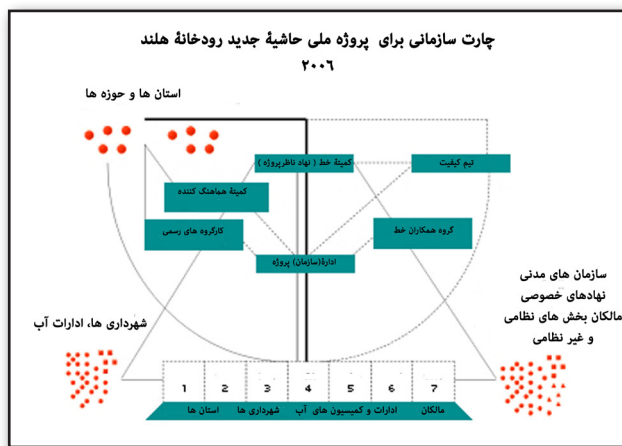 چارت سازمانی برای پروژه ملی حاشیهٔ جدید رودخانهٔ هلند
۲۰۰۶
استان ها و حوزه ها
کمیتهٔ خط ( نهاد ناظرپروژه )
تیم کیفیت
کمیتهٔ هماهنگ کننده
کارگروه های رسمی
گروه همکاران خط
ادارهٔ(سازمان) پروژه
سازمان های مدنی
نهادهای خصوصی
مالکان بخش های نظامی
و غیر نظامی
شهرداری ها، ادارات آب
1 2 3 4 5 6 7
استان ها شهرداری ها ادارات و کمیسیون های آب مالکان